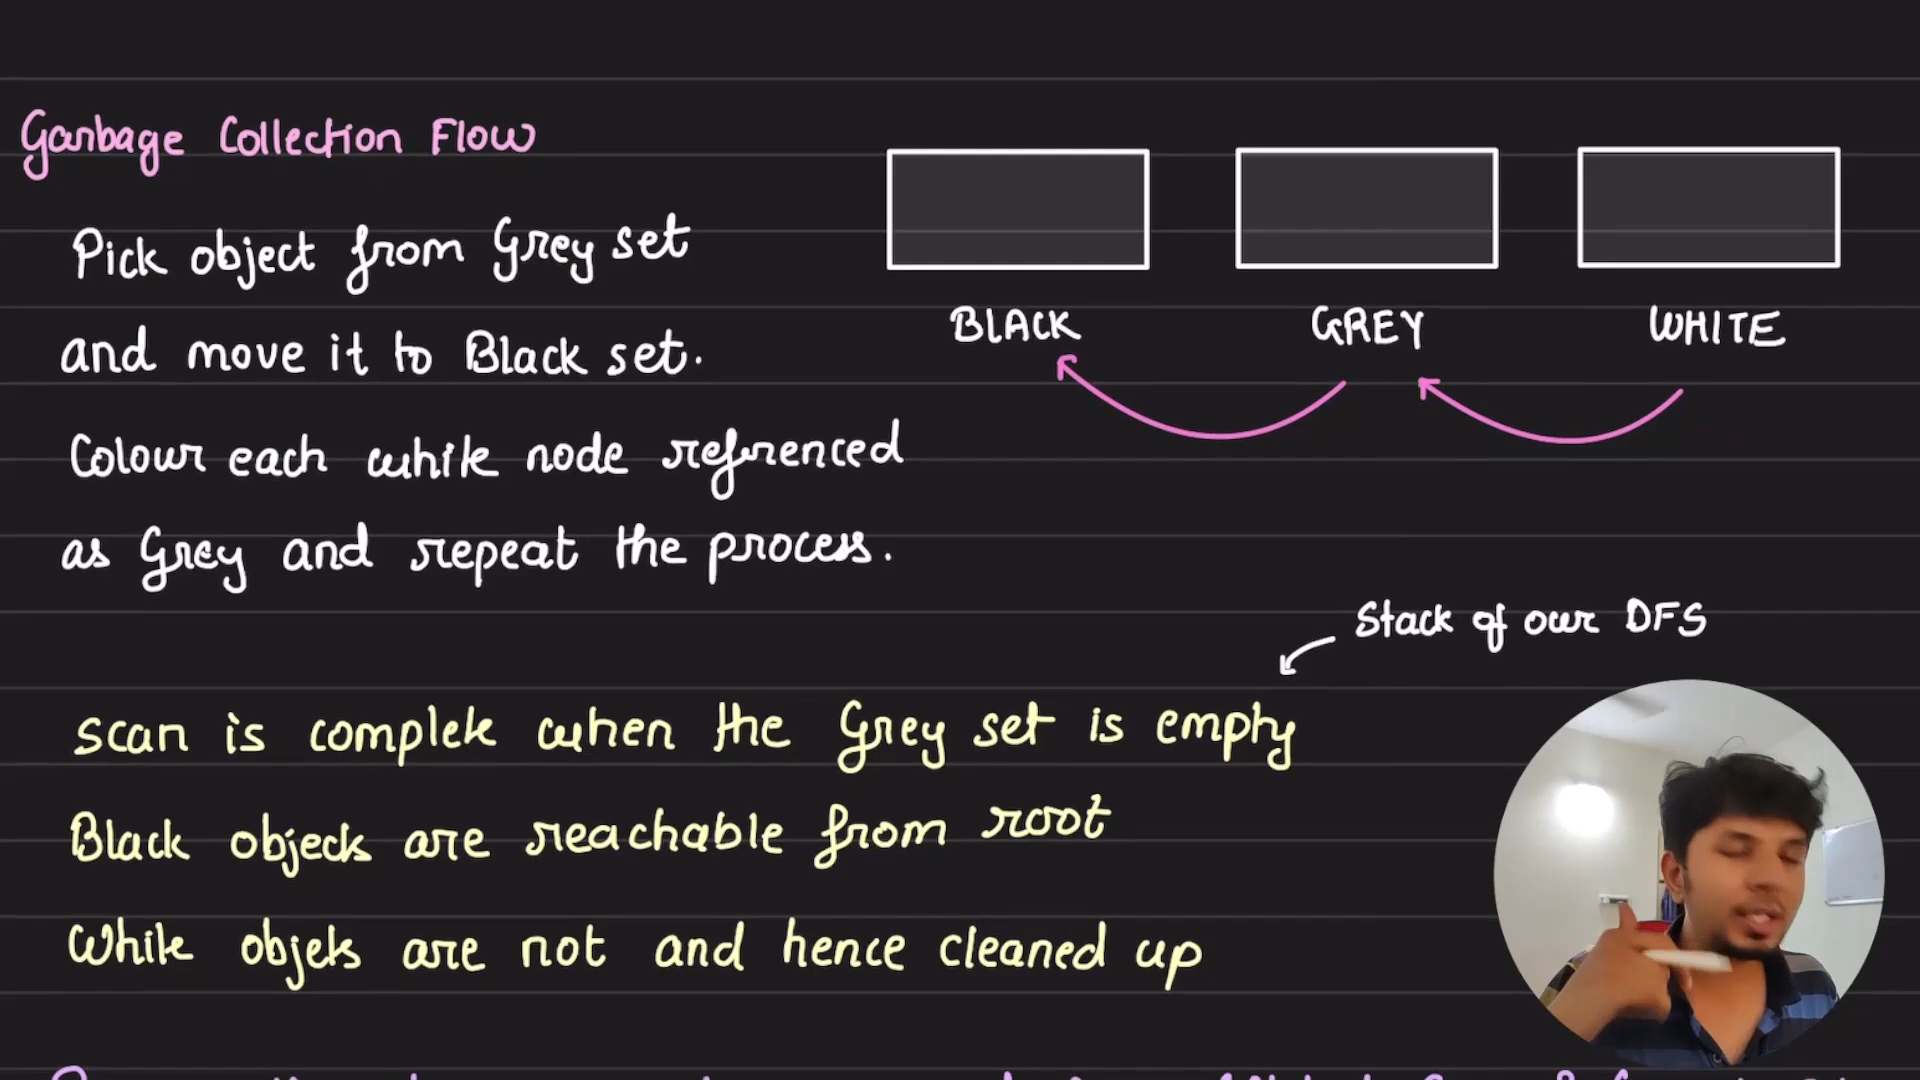 Garbage Collection Flow
Pick object from Grey set
and move it to Black set.
Colour each white node referenced
as Grey and repeat the process.
BLACK GREY WHITE
Stack of our DFS
scan is complete when the Grey set is empty
Black objects are reachable from root
White objets are not and hence cleaned up